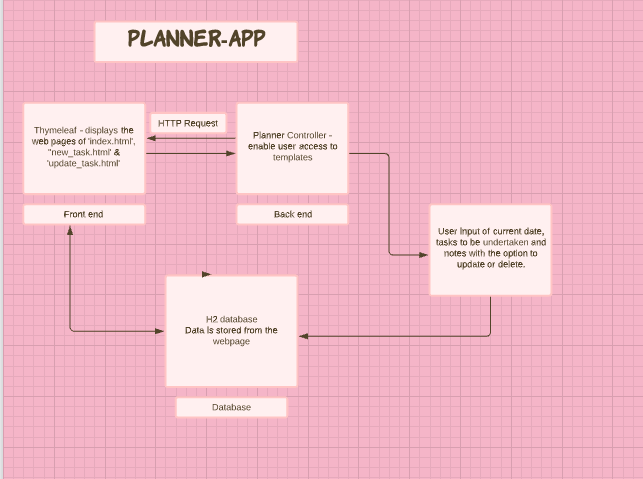 PLANNER-APP
Thymeleaf - displays the
web pages of 'index.html',
"new_task.html' &
'update_task.html'
HTTP Request
Planner Controller -
enable user access to
templates
Front end
Back end
User Input of current date,
tasks to be undertaken and
notes with the option to
update or delete.
H2 database
Data is stored from the
webpage
Database